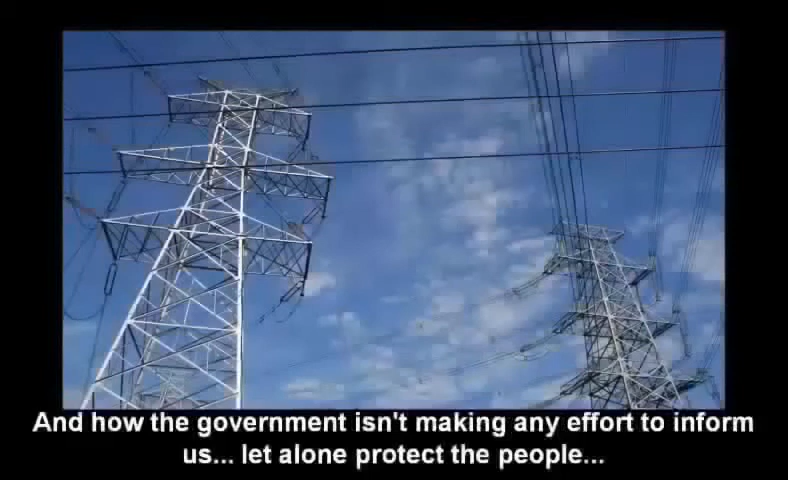 And how the government isn't making any effort to inform
us... let alone protect the people...